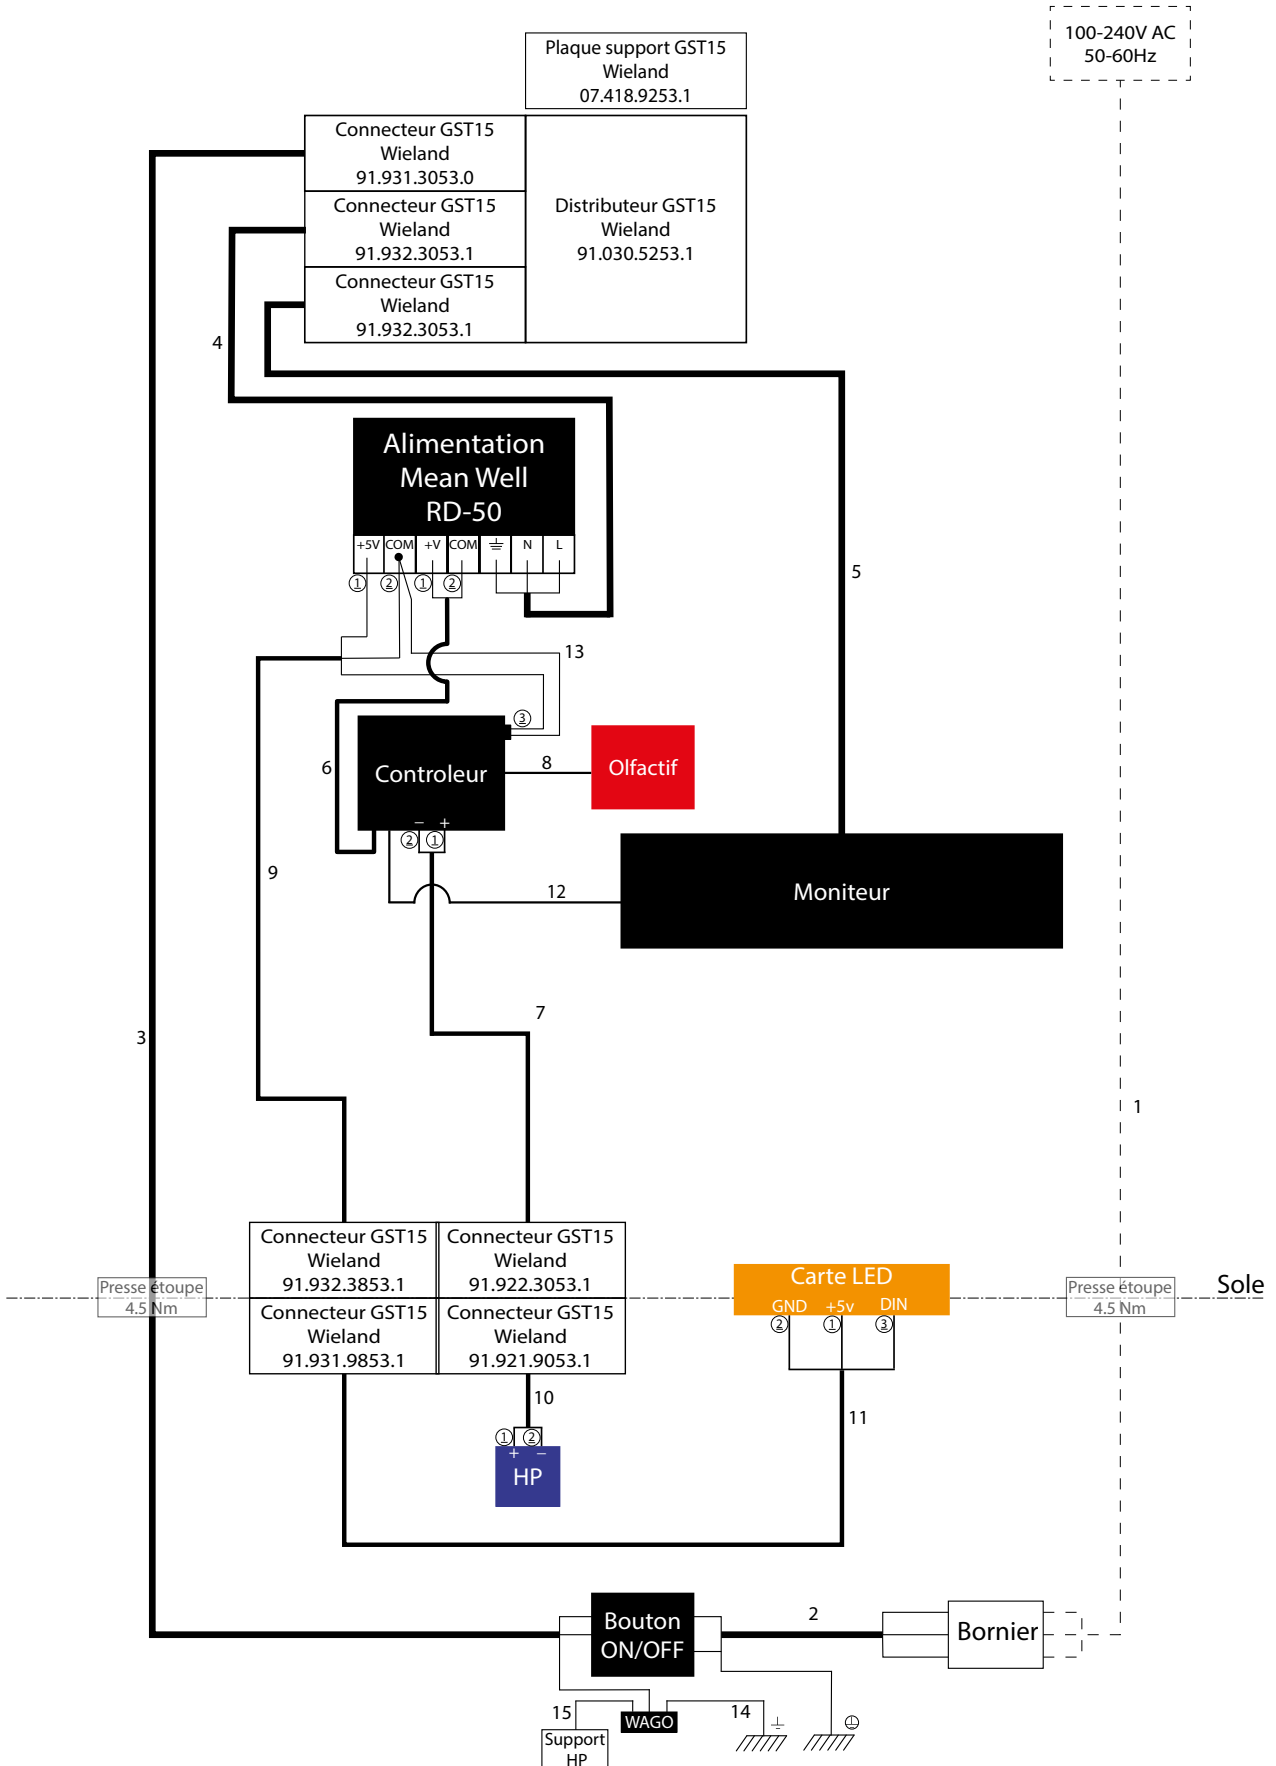 100-240V AC
50-60Hz
Plaque support GST15
Wieland
07.418.9253.1
Connecteur GST15
Wieland
91.931.3053.0
Connecteur GST15
Wieland
91.932.3053.1
Connecteur GST15
Wieland
91.932.3053.1
Distributeur GST15
Wieland
91.030.5253.1
4
Alimentation
Mean Well
RD-50
+5V COM +V COM N L
1 2 1 2
5
13
3
6
Controleur
8
Olfactif
− +
2 1
9
12
Moniteur
7
3
1
Connecteur GST15
Wieland
91.932.3853.1
Connecteur GST15
Wieland
91.922.3053.1
Connecteur GST15
Wieland
91.931.9853.1
Connecteur GST15
Wieland
91.921.9053.1
Presse étoupe
4.5 Nm
Carte LED
GND +5v DIN
2 1 3
Presse étoupe
4.5 Nm
Sole
10
11
1 2
+ −
HP
Bouton
ON/OFF
2
Bornier
15
WAGO
14
Support
HP